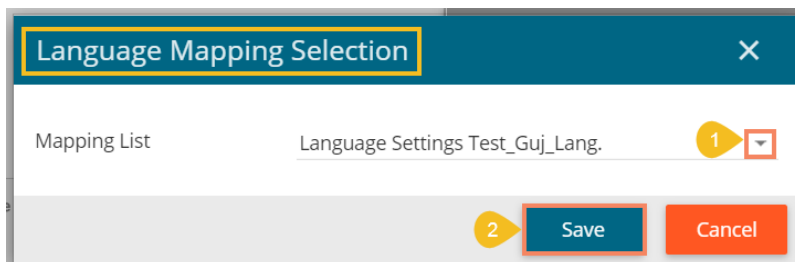 Language Mapping Selection
Mapping List
Language Settings Test_Guj_Lang.
1
e
2
Save
Cancel